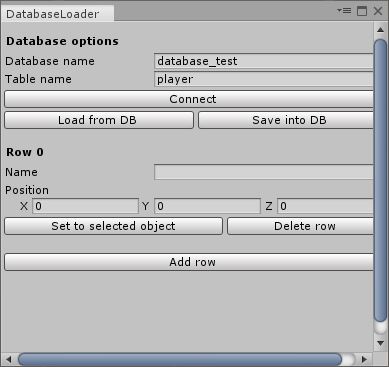 DatabaseLoader
Database options
Database name database_test
Table name player
Connect
Load from DB Save into DB
Row 0
Name
Position
X 0 Y 0 Z 0
Set to selected object Delete row
Add row